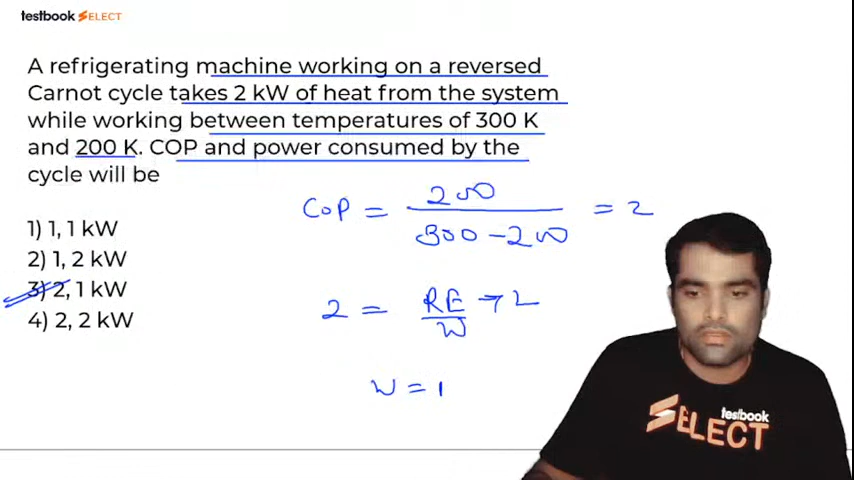 testbook SELECT
A refrigerating machine working on a reversed
Carnot cycle takes 2 kW of heat from the system
while working between temperatures of 300 K
and 200 K. COP and power consumed by the
cycle will be
COP = 200 / 300 - 200 = 2
1) 1, 1 kW
2) 1, 2 kW
3) 2, 1 kW
4) 2, 2 kW
2 = RE / W → 2
W = 1
testbook
SELECT